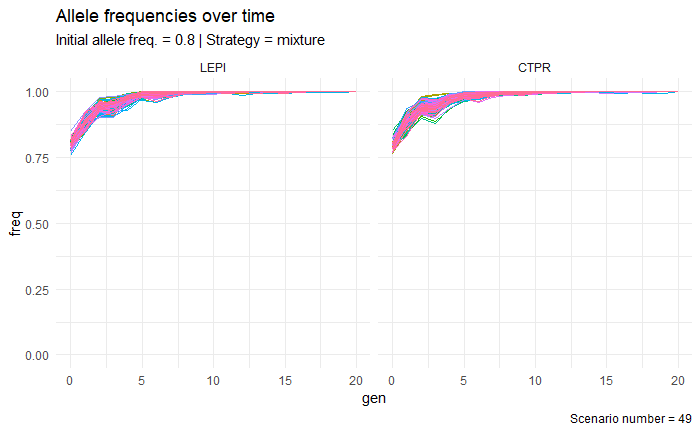 Allele frequencies over time
Initial allele freq. = 0.8 | Strategy = mixture
LEPI CTPR
1.00
0.75
0.50
0.25
0.00
freq
0 5 10 15 20 0 5 10 15 20
gen
Scenario number = 49